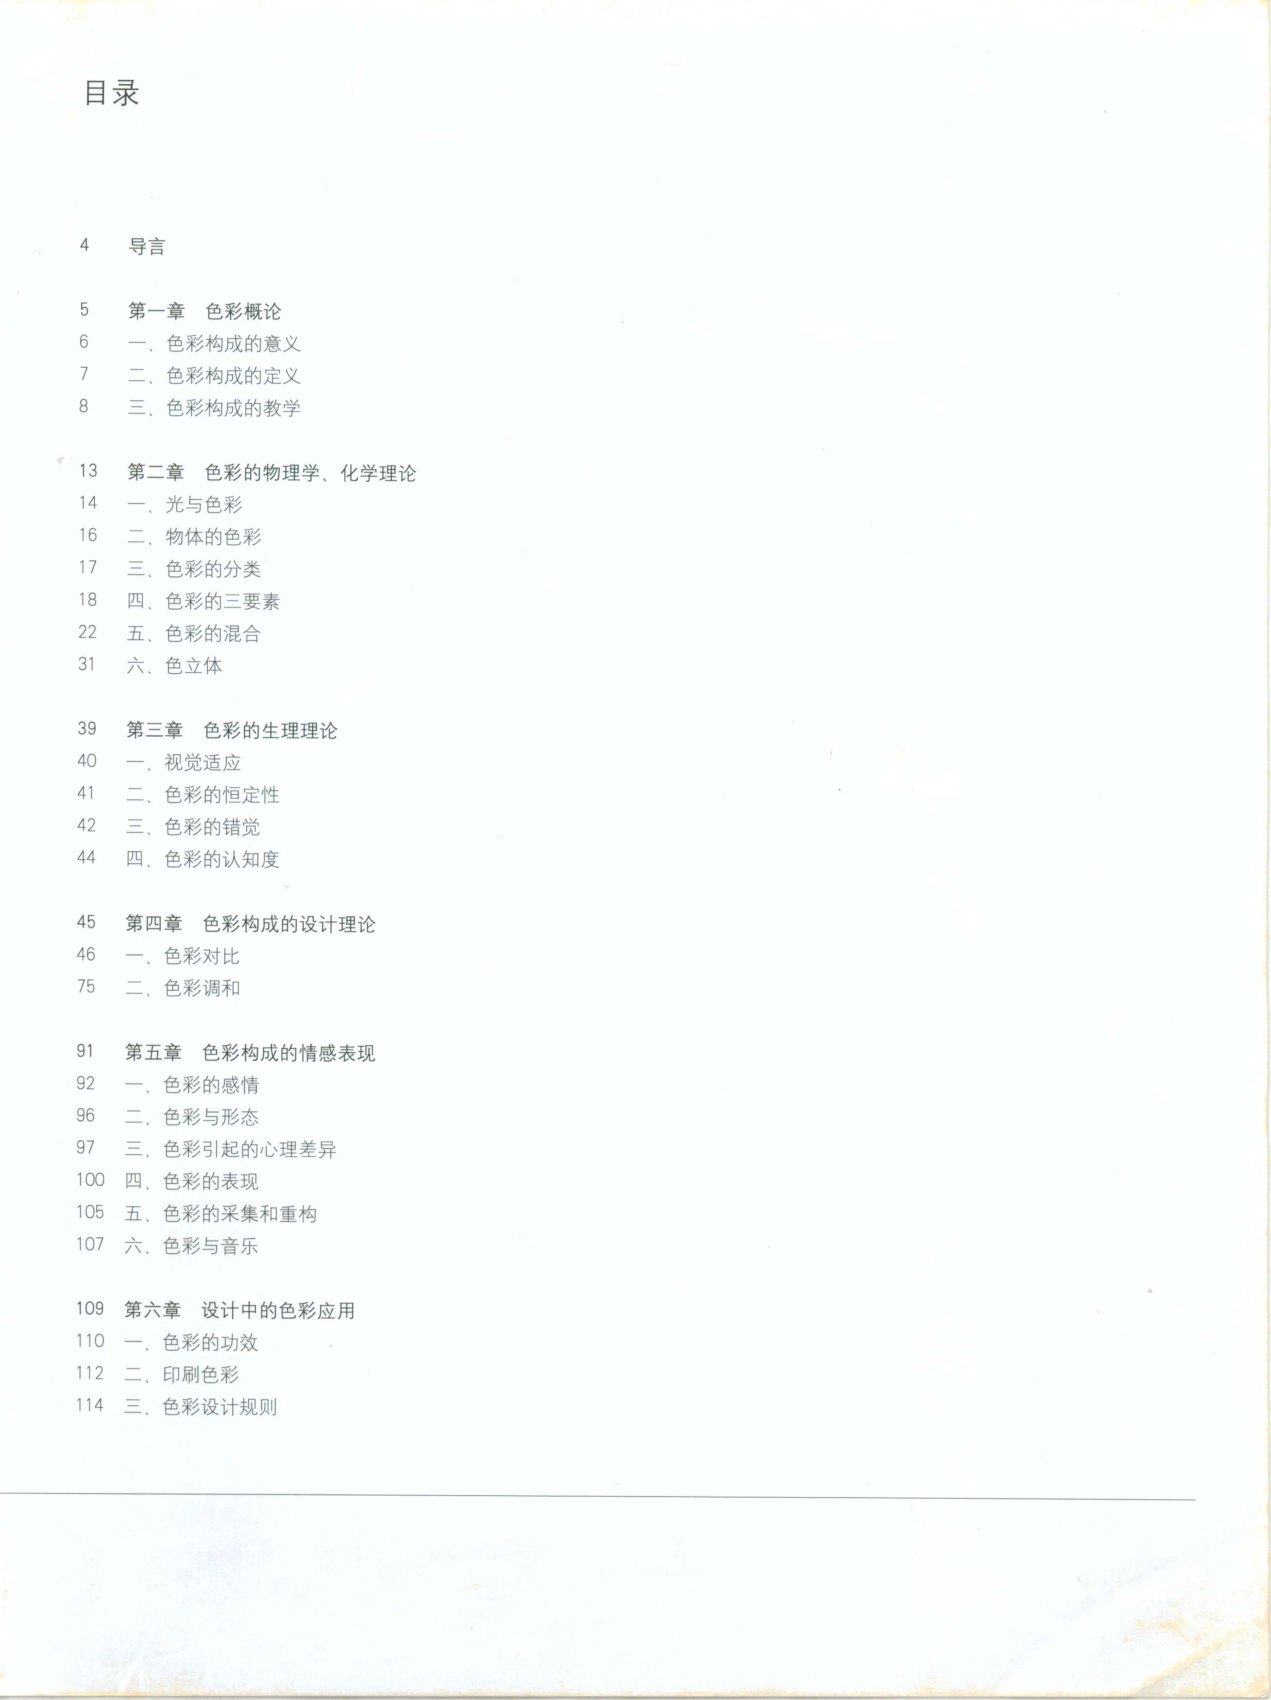 目录
4 导言
5 第一章 色彩概论
6 一、色彩构成的意义
7 二、色彩构成的定义
8 三、色彩构成的教学
13 第二章 色彩的物理学、化学理论
14 一、光与色彩
16 二、物体的色彩
17 三、色彩的分类
18 四、色彩的三要素
22 五、色彩的混合
31 六、色立体
39 第三章 色彩的生理理论
40 一、视觉适应
41 二、色彩的恒定性
42 三、色彩的错觉
44 四、色彩的认知度
45 第四章 色彩构成的设计理论
46 一、色彩对比
75 二、色彩调和
91 第五章 色彩构成的情感表现
92 一、色彩的感情
96 二、色彩与形态
97 三、色彩引起的心理差异
100 四、色彩的表现
105 五、色彩的采集和重构
107 六、色彩与音乐
109 第六章 设计中的色彩应用
110 一、色彩的功效
112 二、印刷色彩
114 三、色彩设计规则